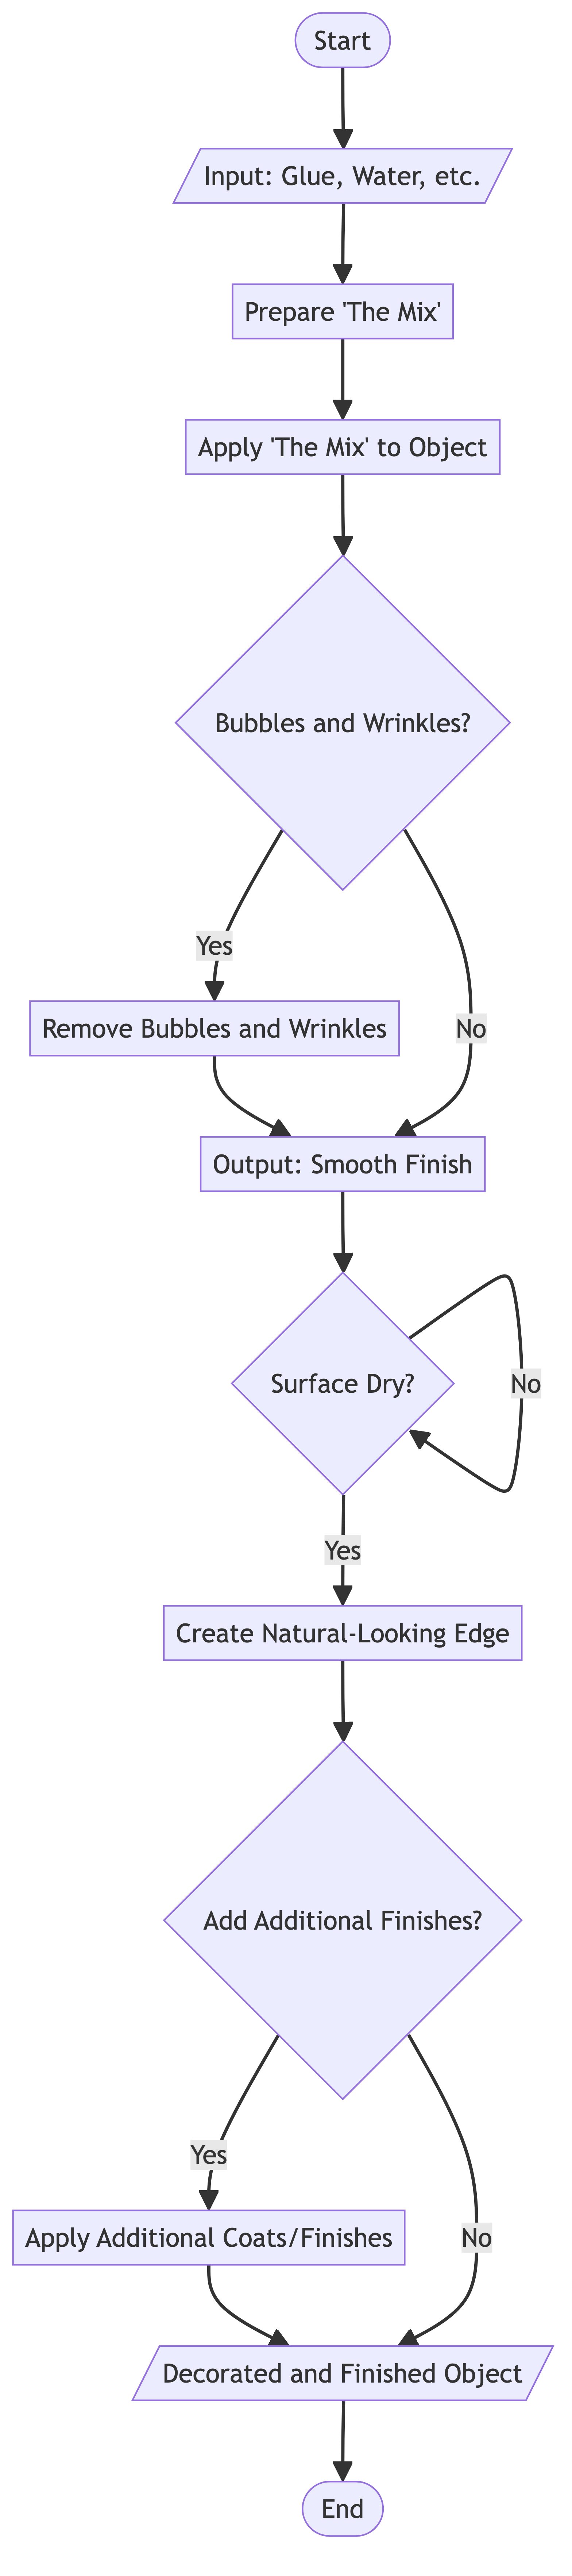 Start
Input: Glue, Water, etc.
Prepare 'The Mix'
Apply 'The Mix' to Object
Bubbles and Wrinkles?
Yes
Remove Bubbles and Wrinkles
No
Output: Smooth Finish
Surface Dry?
No
Yes
Create Natural-Looking Edge
Add Additional Finishes?
Yes
Apply Additional Coats/Finishes
No
Decorated and Finished Object
End